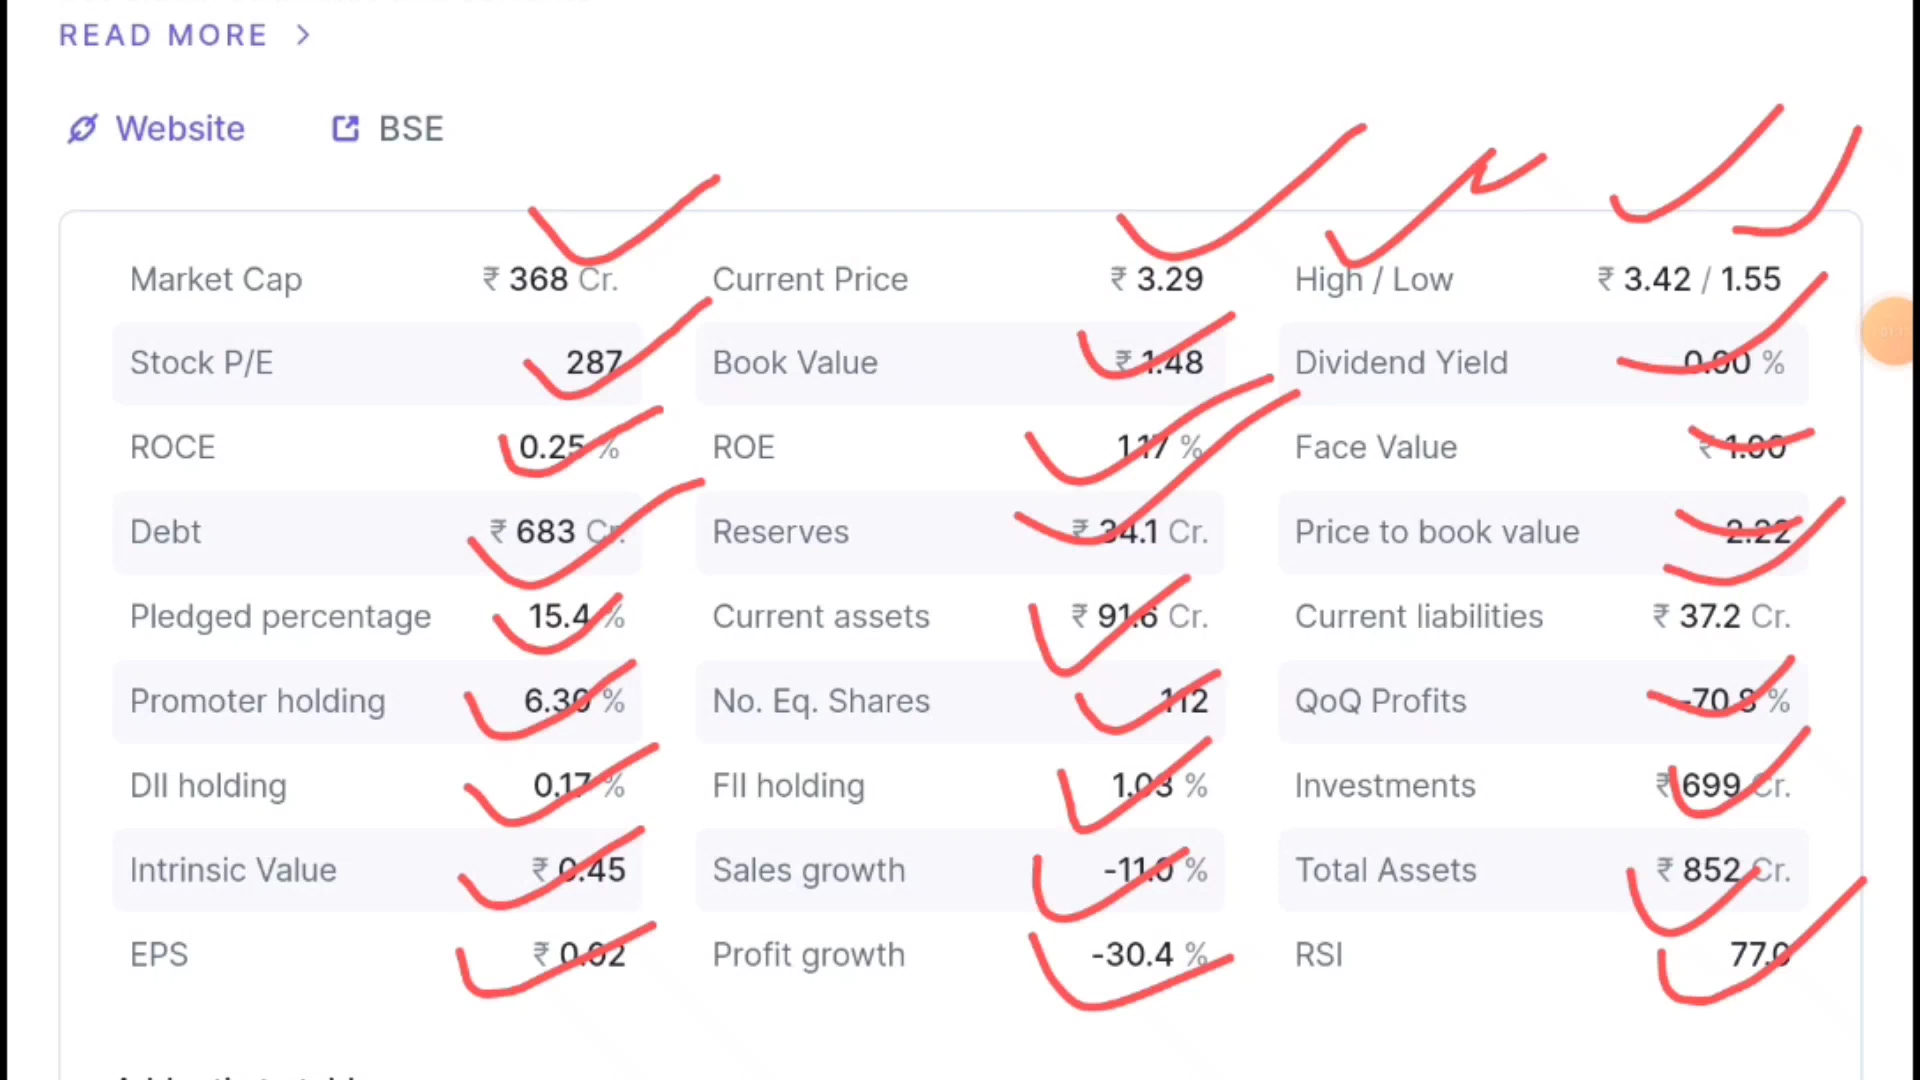 READ MORE >
Website BSE
Market Cap ₹ 368 Cr. Current Price ₹ 3.29 High / Low ₹ 3.42 / 1.55
Stock P/E 287 Book Value ₹ 1.48 Dividend Yield 0.00 %
ROCE 0.25 % ROE 1.17 % Face Value ₹ 1.00
Debt ₹ 683 Cr. Reserves ₹ 34.1 Cr. Price to book value 2.22
Pledged percentage 15.4 % Current assets ₹ 91.6 Cr. Current liabilities ₹ 37.2 Cr.
Promoter holding 6.30 % No. Eq. Shares 112 QoQ Profits -70.8 %
DII holding 0.17 % FII holding 1.03 % Investments ₹ 699 Cr.
Intrinsic Value ₹ 0.45 Sales growth -11.0 % Total Assets ₹ 852 Cr.
EPS ₹ 0.02 Profit growth -30.4 % RSI 77.0